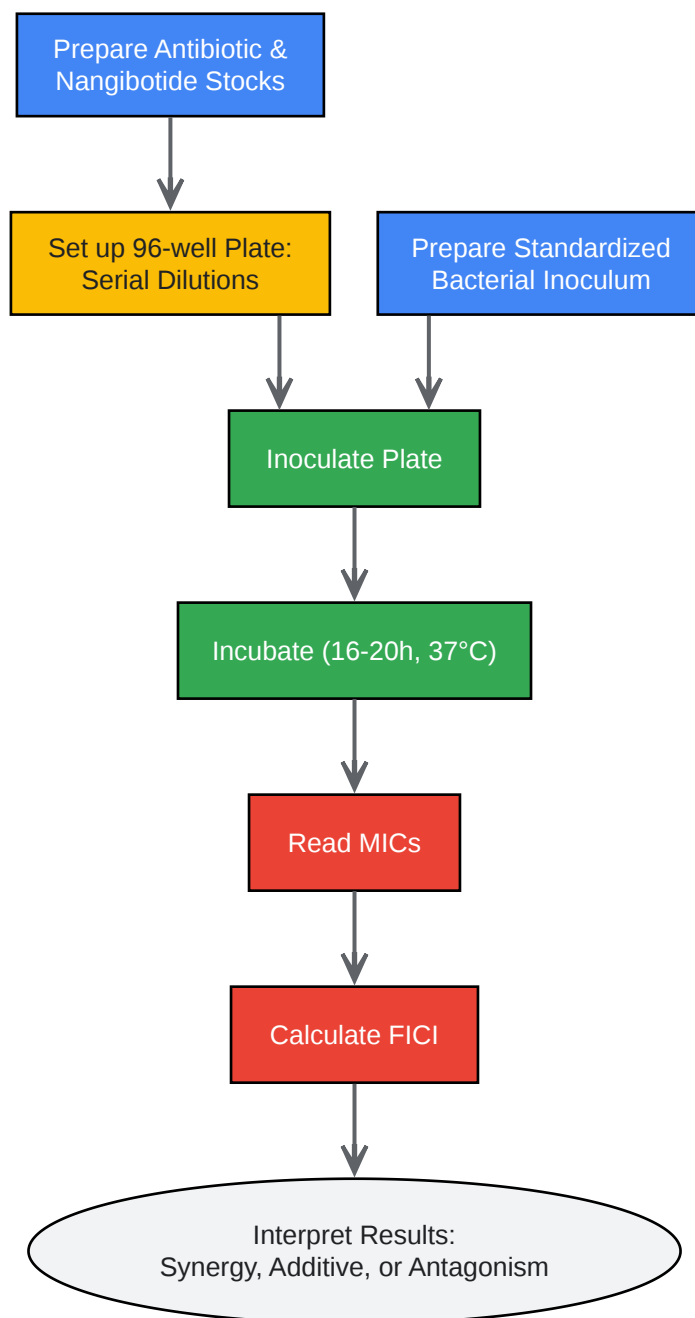 Prepare Antibiotic &
Nangibotide Stocks
Set up 96-well Plate:
Serial Dilutions
Prepare Standardized
Bacterial Inoculum
Inoculate Plate
Incubate (16-20h, 37°C)
Read MICs
Calculate FICI
Interpret Results:
Synergy, Additive, or Antagonism